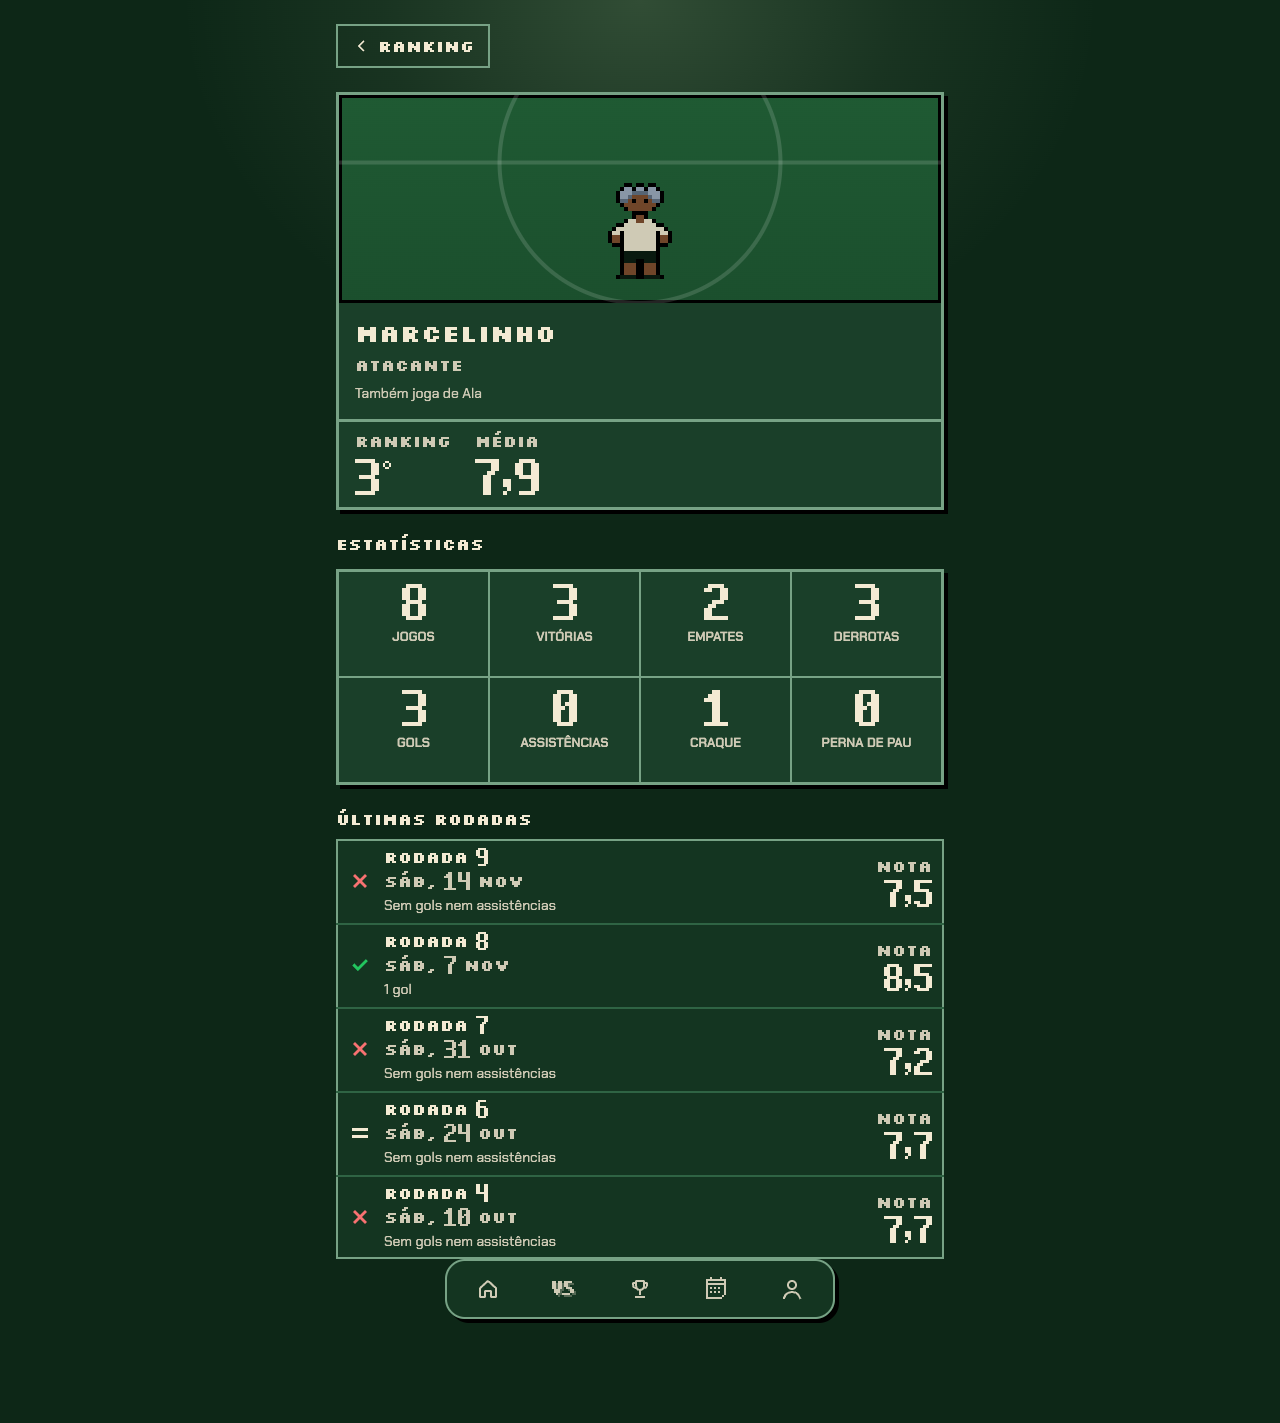 RANKING
MARCELINHO
ATACANTE
Também joga de Ala
RANKING MÉDIA
3° 7,9
ESTATÍSTICAS
8 3 2 3
JOGOS VITÓRIAS EMPATES DERROTAS
3 0 1 0
GOLS ASSISTÊNCIAS CRAQUE PERNA DE PAU
ÚLTIMAS RODADAS
RODADA 9
SÁB, 14 NOV
Sem gols nem assistências
NOTA
7,5
RODADA 8
SÁB, 7 NOV
1 gol
NOTA
8,5
RODADA 7
SÁB, 31 OUT
Sem gols nem assistências
NOTA
7,2
RODADA 6
SÁB, 24 OUT
Sem gols nem assistências
NOTA
7,7
RODADA 4
SÁB, 10 OUT
Sem gols nem assistências
NOTA
7,7
VS